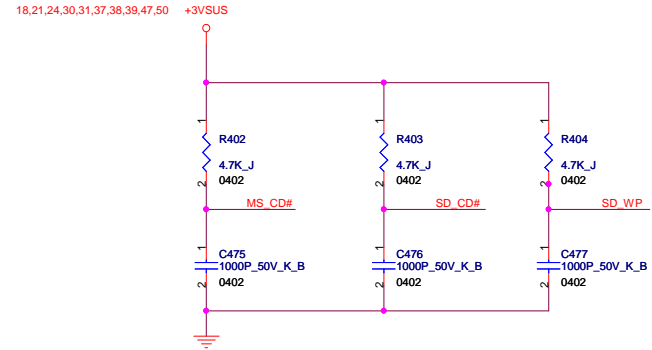 18,21,24,30,31,37,38,39,47,50 +3VSUS
1 R402 1 R403 1 R404
4.7K_J 4.7K_J 4.7K_J
2 0402 2 0402 2 0402
MS_CD# SD_CD# SD_WP
1 C475 1 C476 1 C477
1000P_50V_K_B 1000P_50V_K_B 1000P_50V_K_B
2 0402 2 0402 2 0402